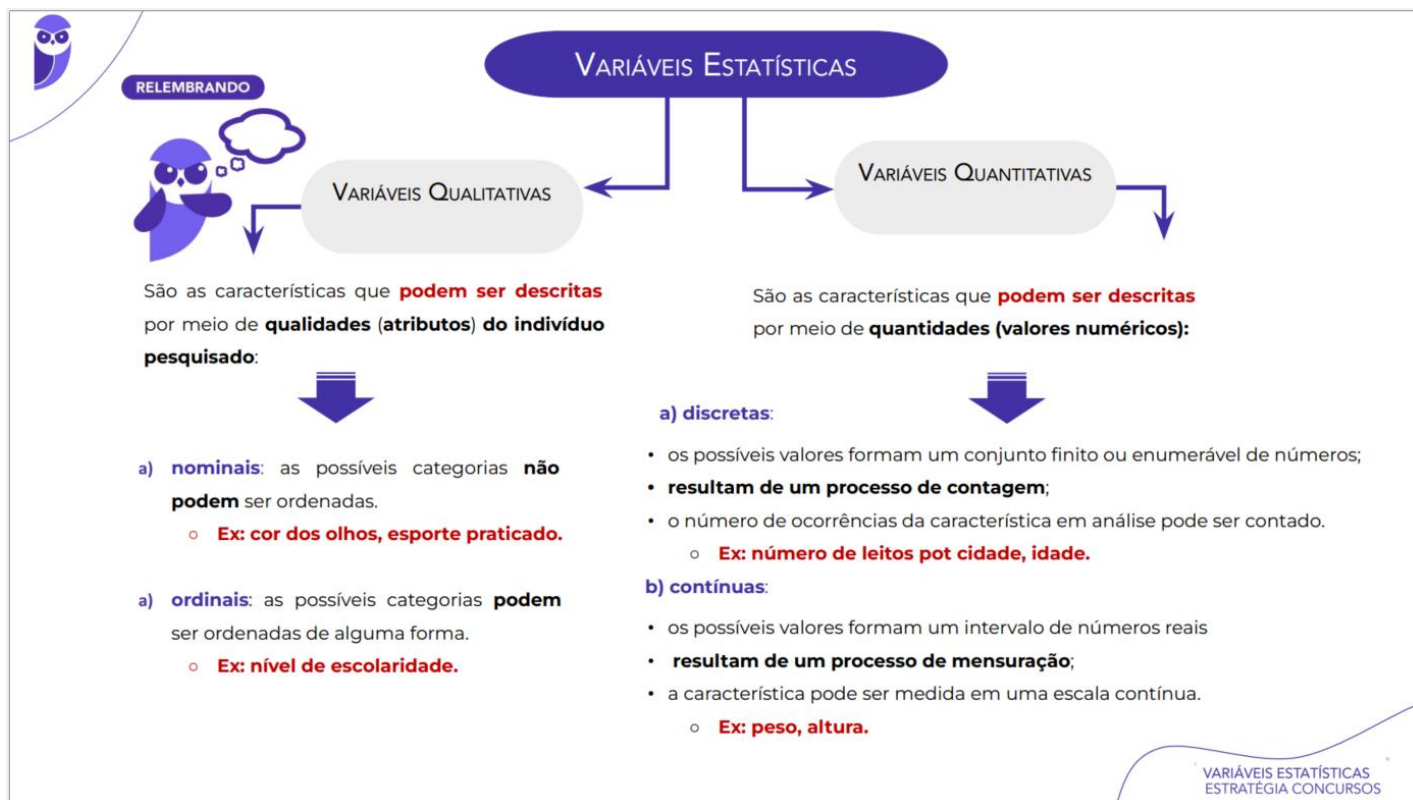 VARIÁVEIS ESTATÍSTICAS
RELEMBRANDO
VARIÁVEIS QUALITATIVAS
São as características que podem ser descritas
por meio de qualidades (atributos) do indivíduo
pesquisado:
a) nominais: as possíveis categorias não
podem ser ordenadas.
○ Ex: cor dos olhos, esporte praticado.
a) ordinais: as possíveis categorias podem
ser ordenadas de alguma forma.
○ Ex: nível de escolaridade.
VARIÁVEIS QUANTITATIVAS
São as características que podem ser descritas
por meio de quantidades (valores numéricos):
a) discretas:
• os possíveis valores formam um conjunto finito ou enumerável de números;
• resultam de um processo de contagem;
• o número de ocorrências da característica em análise pode ser contado.
○ Ex: número de leitos pot cidade, idade.
b) contínuas:
• os possíveis valores formam um intervalo de números reais
• resultam de um processo de mensuração;
• a característica pode ser medida em uma escala contínua.
○ Ex: peso, altura.
VARIÁVEIS ESTATÍSTICAS
ESTRATÉGIA CONCURSOS